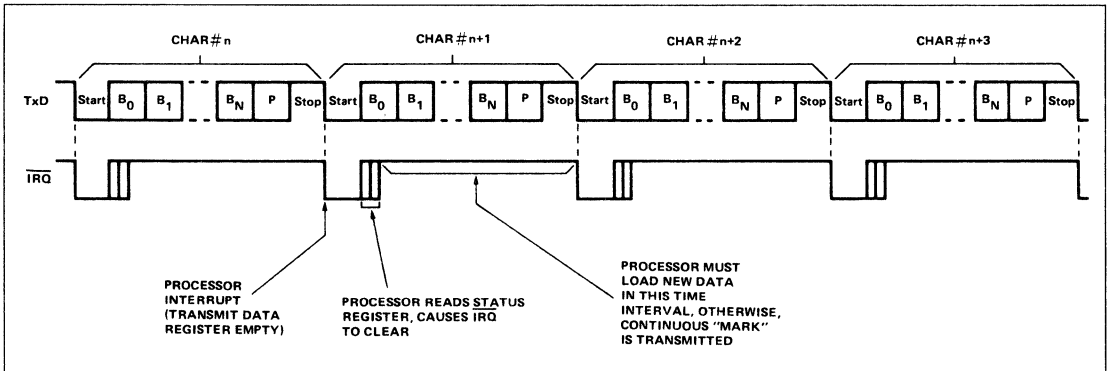 CHAR#n CHAR#n+1 CHAR#n+2 CHAR#n+3
TxD Start B0 B1 BN P Stop Start B0 B1 BN P Stop Start B0 B1 BN P Stop Start B0 B1 BN P Stop
IRQ
PROCESSOR
INTERRUPT
(TRANSMIT DATA
REGISTER EMPTY)
PROCESSOR READS STATUS
REGISTER, CAUSES IRQ
TO CLEAR
PROCESSOR MUST
LOAD NEW DATA
IN THIS TIME
INTERVAL, OTHERWISE,
CONTINUOUS "MARK"
IS TRANSMITTED